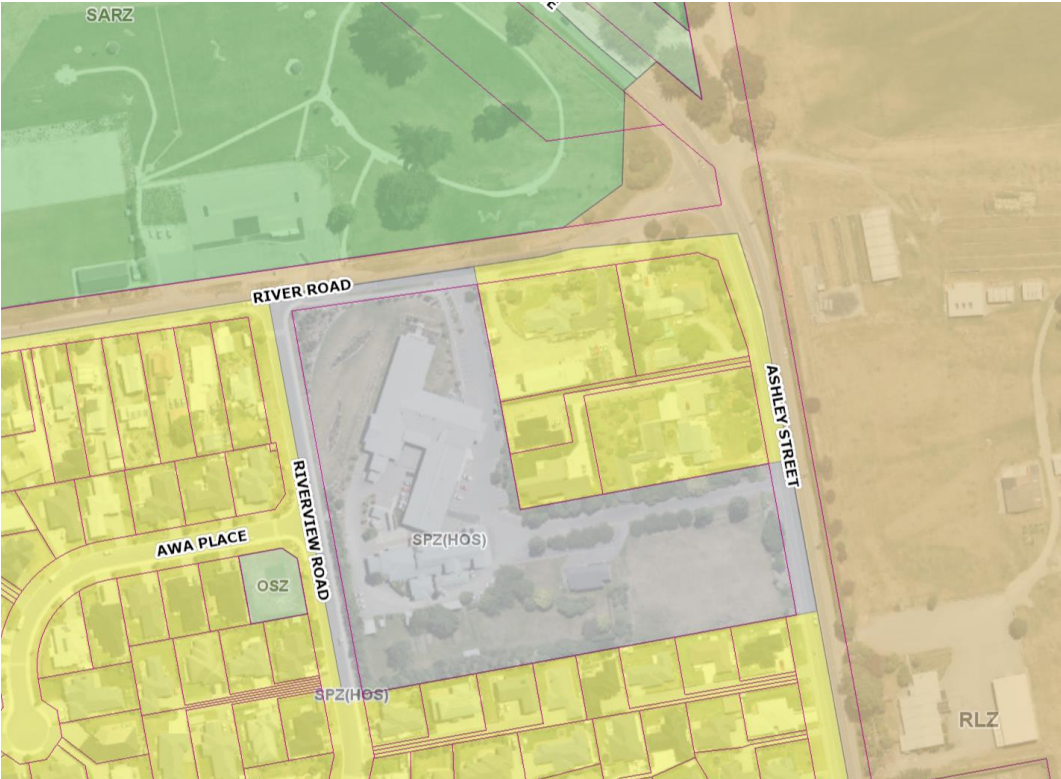 SARZ
RIVER ROAD
ASHLEY STREET
RIVERVIEW ROAD
AWA PLACE
SPZ(HOS)
OSZ
SPZ(HOS)
RLZ